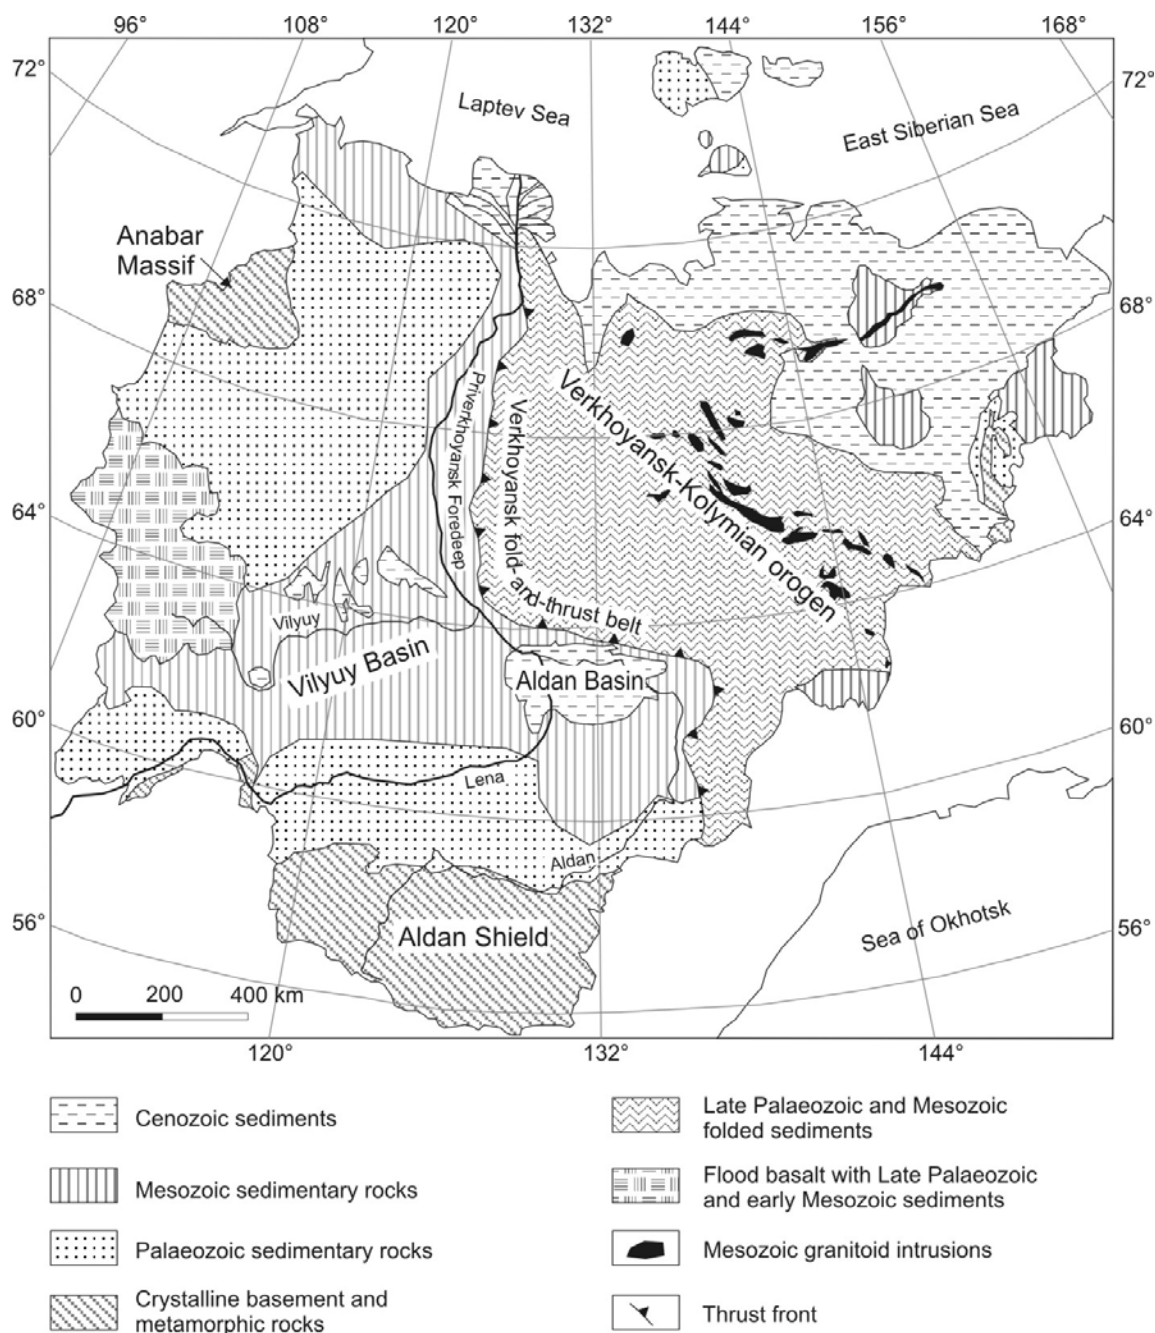 96° 108° 120° 132° 144° 156° 168°
72° 72°
Laptev Sea
East Siberian Sea
Anabar
Massif
68° 68°
Priverkhoyansk Foredeep
Verkhoyansk fold- and-thrust belt
Verkhoyansk-Kolymian orogen
64° 64°
Vilyuy
Vilyuy Basin
Aldan Basin
60° 60°
Lena
Aldan
56° 56°
Aldan Shield
Sea of Okhotsk
0 200 400 km
120° 132° 144°
Cenozoic sediments
Mesozoic sedimentary rocks
Palaeozoic sedimentary rocks
Crystalline basement and
metamorphic rocks
Late Palaeozoic and Mesozoic
folded sediments
Flood basalt with Late Palaeozoic
and early Mesozoic sediments
Mesozoic granitoid intrusions
Thrust front